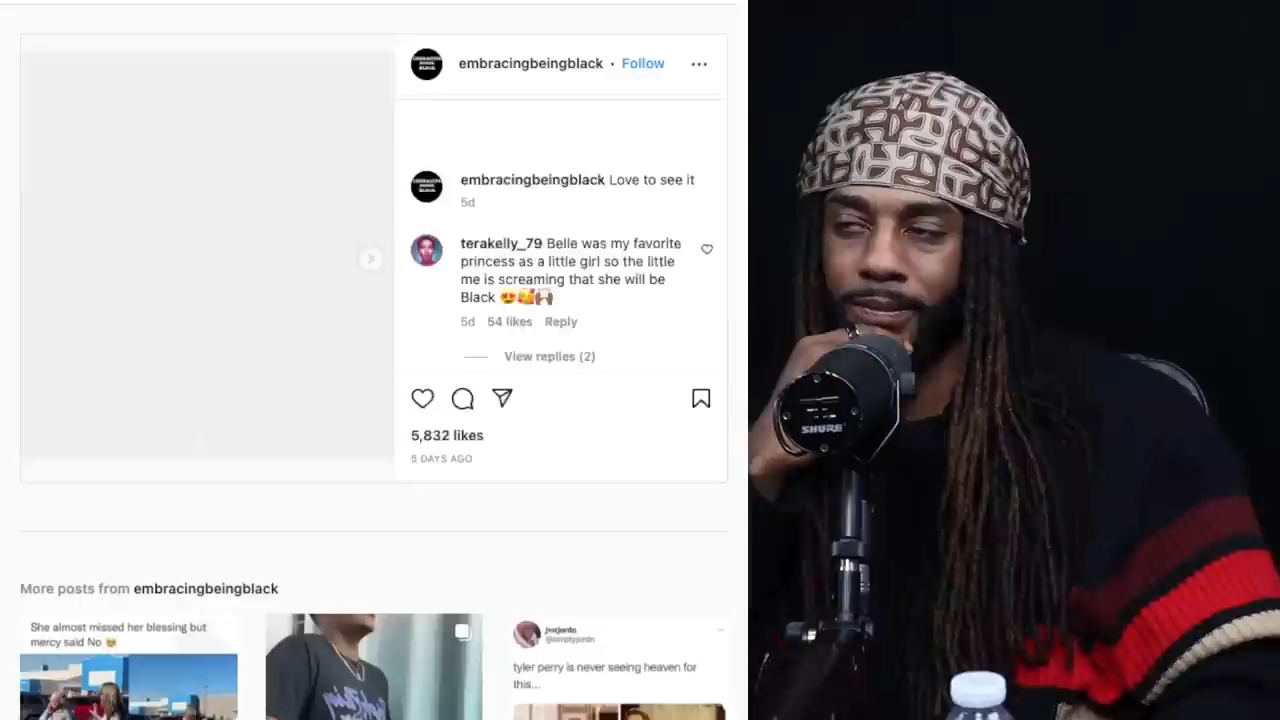 embracingbeingblack • Follow
embracingbeingblack Love to see it
5d
terakelly_79 Belle was my favorite
princess as a little girl so the little
me is screaming that she will be
Black 😍🥰🙌🏽
5d 54 likes Reply
View replies (2)
5,832 likes
5 DAYS AGO
More posts from embracingbeingblack
She almost missed her blessing but
mercy said No
jvstjordn
tyler perry is never seeing heaven for
this...
SHURE